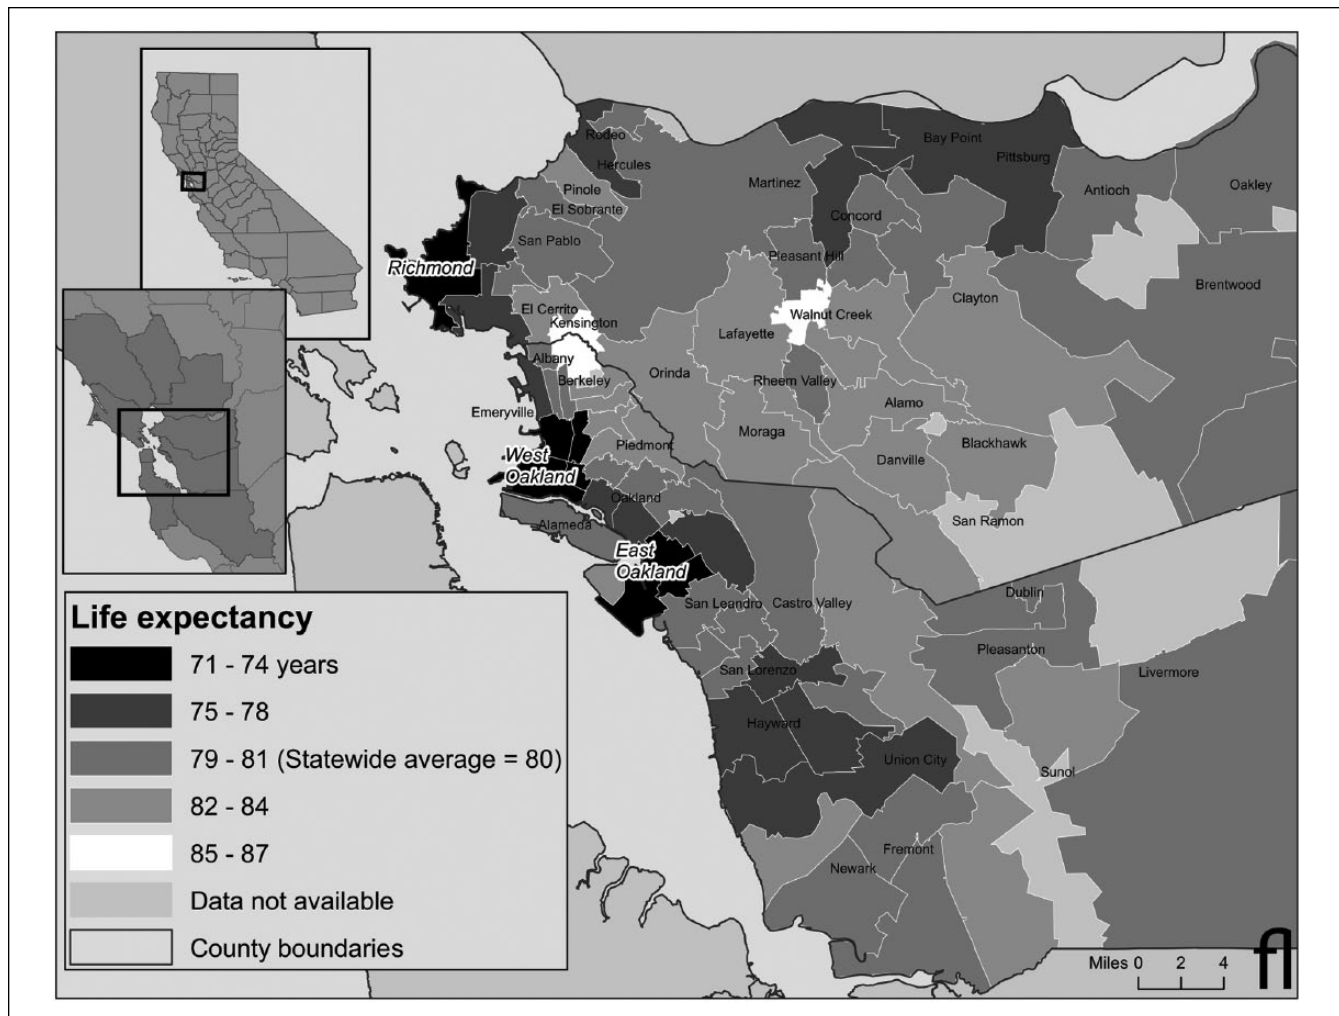 Rodeo
Hercules
Bay Point
Pittsburg
Martinez
Pinole
El Sobrante
Antioch
Oakley
Concord
San Pablo
Pleasant Hill
Richmond
Brentwood
Clayton
El Cerrito
Kensington
Walnut Creek
Lafayette
Albany
Berkeley
Orinda
Rheem Valley
Emeryville
Alamo
Piedmont
Moraga
Blackhawk
Danville
West
Oakland
Oakland
San Ramon
Alameda
East
Oakland
San Leandro
Castro Valley
Dublin
Pleasanton
San Lorenzo
Livermore
Hayward
Union City
Sunol
Fremont
Newark
Life expectancy
71 - 74 years
75 - 78
79 - 81 (Statewide average = 80)
82 - 84
85 - 87
Data not available
County boundaries
Miles 0 2 4
fl